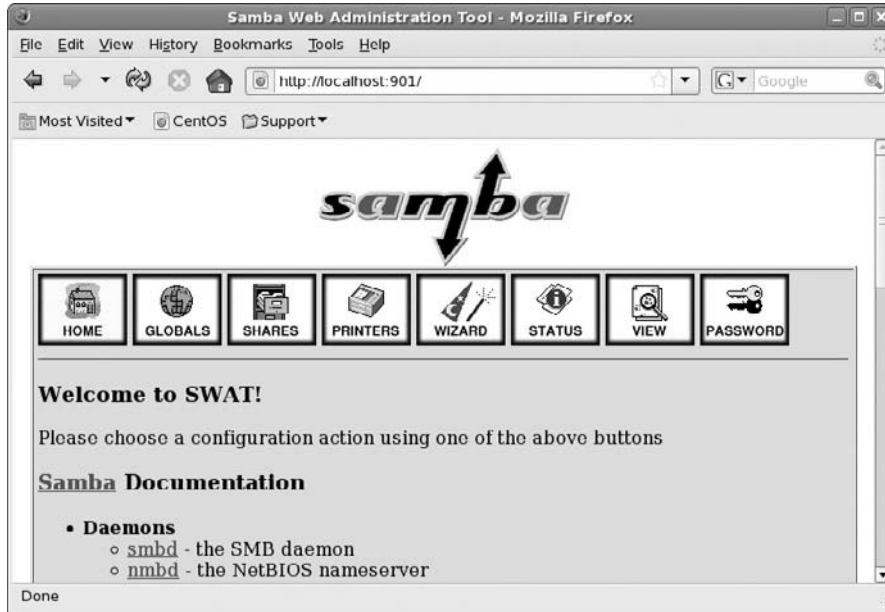 Samba Web Administration Tool - Mozilla Firefox
File Edit View History Bookmarks Tools Help
http://localhost:901/
G Google
Most Visited CentOS Support
samba
HOME GLOBALS SHARES PRINTERS WIZARD STATUS VIEW PASSWORD
Welcome to SWAT!
Please choose a configuration action using one of the above buttons
Samba Documentation
• Daemons
○ smbd - the SMB daemon
○ nmbd - the NetBIOS nameserver
Done